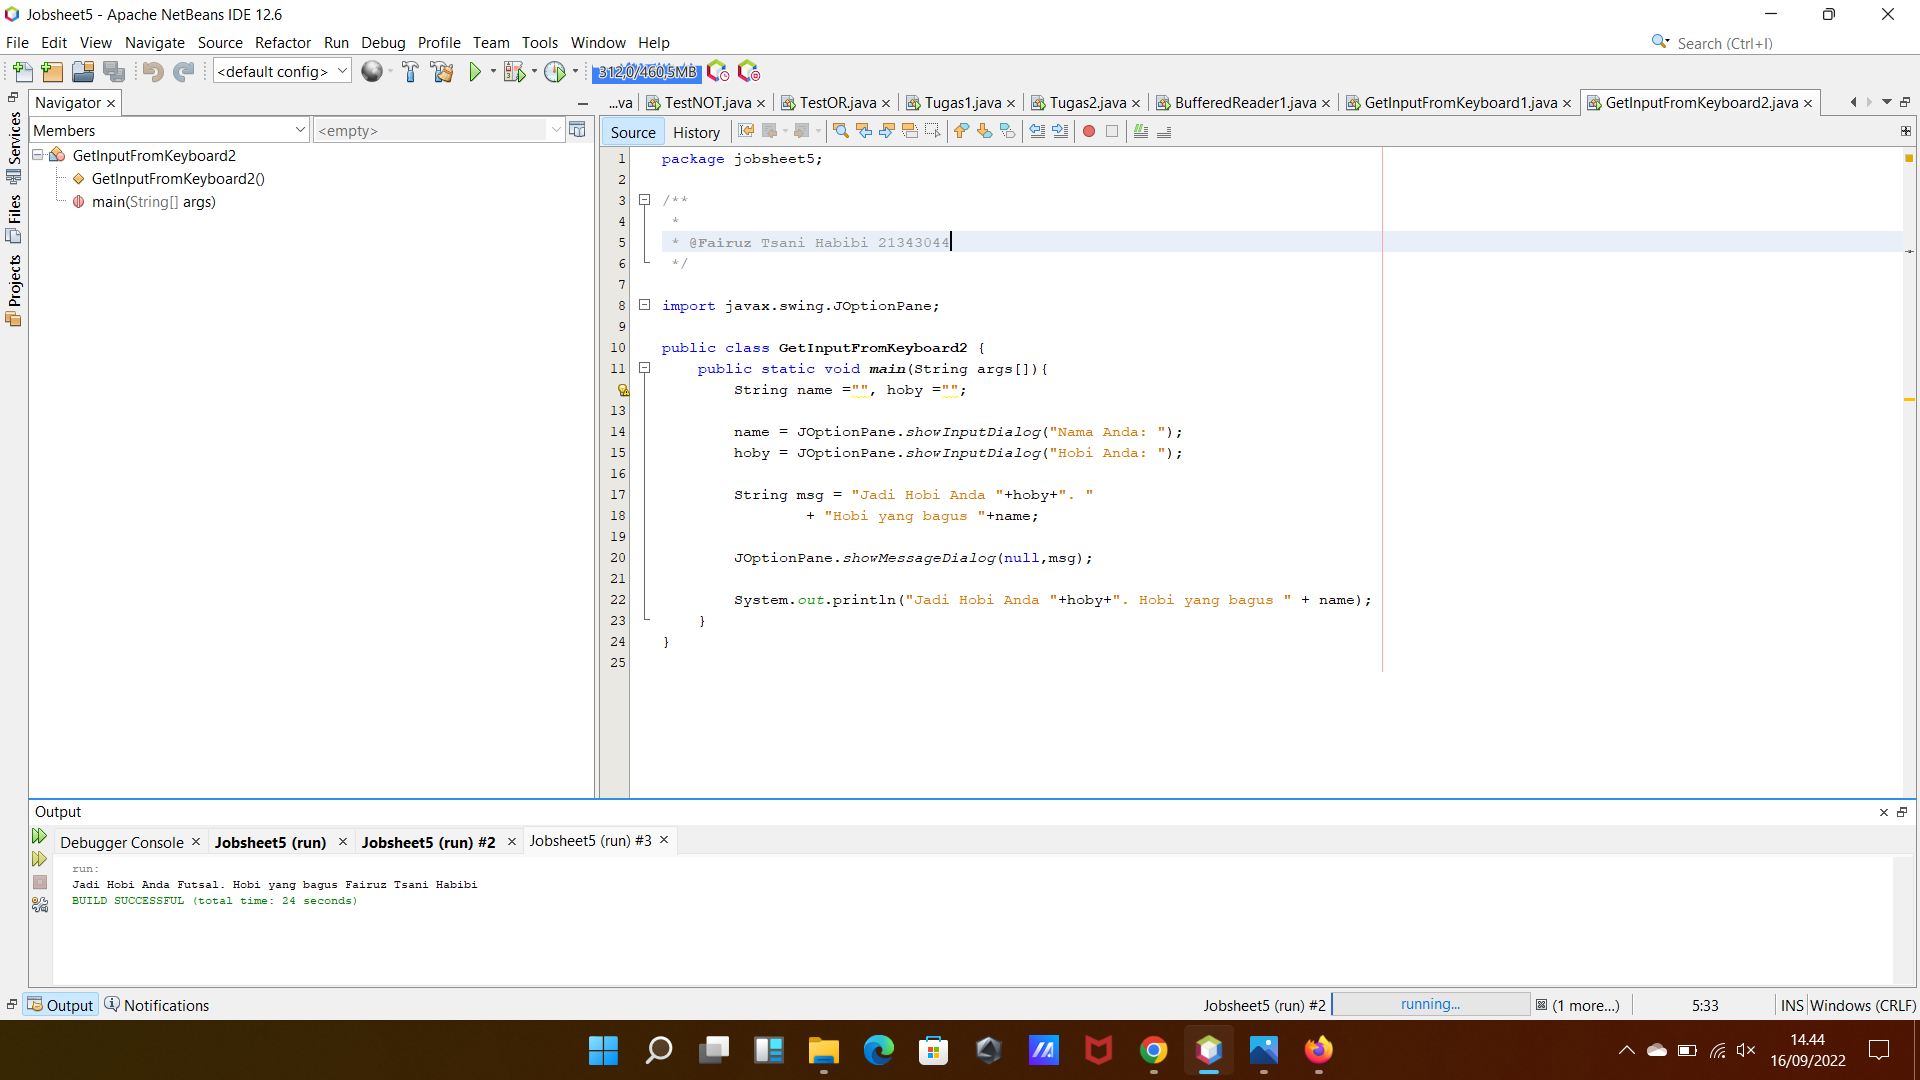 Jobsheet5 - Apache NetBeans IDE 12.6
File Edit View Navigate Source Refactor Run Debug Profile Team Tools Window Help
Search (Ctrl+I)
<default config>
312,0/460,5MB
Services
Files
Projects
Navigator
Members
<empty>
GetInputFromKeyboard2
GetInputFromKeyboard2()
main(String[] args)
...va TestNOT.java TestOR.java Tugas1.java Tugas2.java BufferedReader1.java GetInputFromKeyboard1.java GetInputFromKeyboard2.java
Source History
1 package jobsheet5;
2
3 /**
4 *
5 * @Fairuz Tsani Habibi 21343044
6 */
7
8 import javax.swing.JOptionPane;
9
10 public class GetInputFromKeyboard2 {
11 public static void main(String args[]){
String name ="", hoby ="";
13
14 name = JOptionPane.showInputDialog("Nama Anda: ");
15 hoby = JOptionPane.showInputDialog("Hobi Anda: ");
16
17 String msg = "Jadi Hobi Anda "+hoby+". "
18 + "Hobi yang bagus "+name;
19
20 JOptionPane.showMessageDialog(null,msg);
21
22 System.out.println("Jadi Hobi Anda "+hoby+". Hobi yang bagus " + name);
23 }
24 }
25
Output
Debugger Console Jobsheet5 (run) Jobsheet5 (run) #2 Jobsheet5 (run) #3
run:
Jadi Hobi Anda Futsal. Hobi yang bagus Fairuz Tsani Habibi
BUILD SUCCESSFUL (total time: 24 seconds)
Output Notifications
Jobsheet5 (run) #2 running... (1 more...) 5:33 INS Windows (CRLF)
14.44
16/09/2022